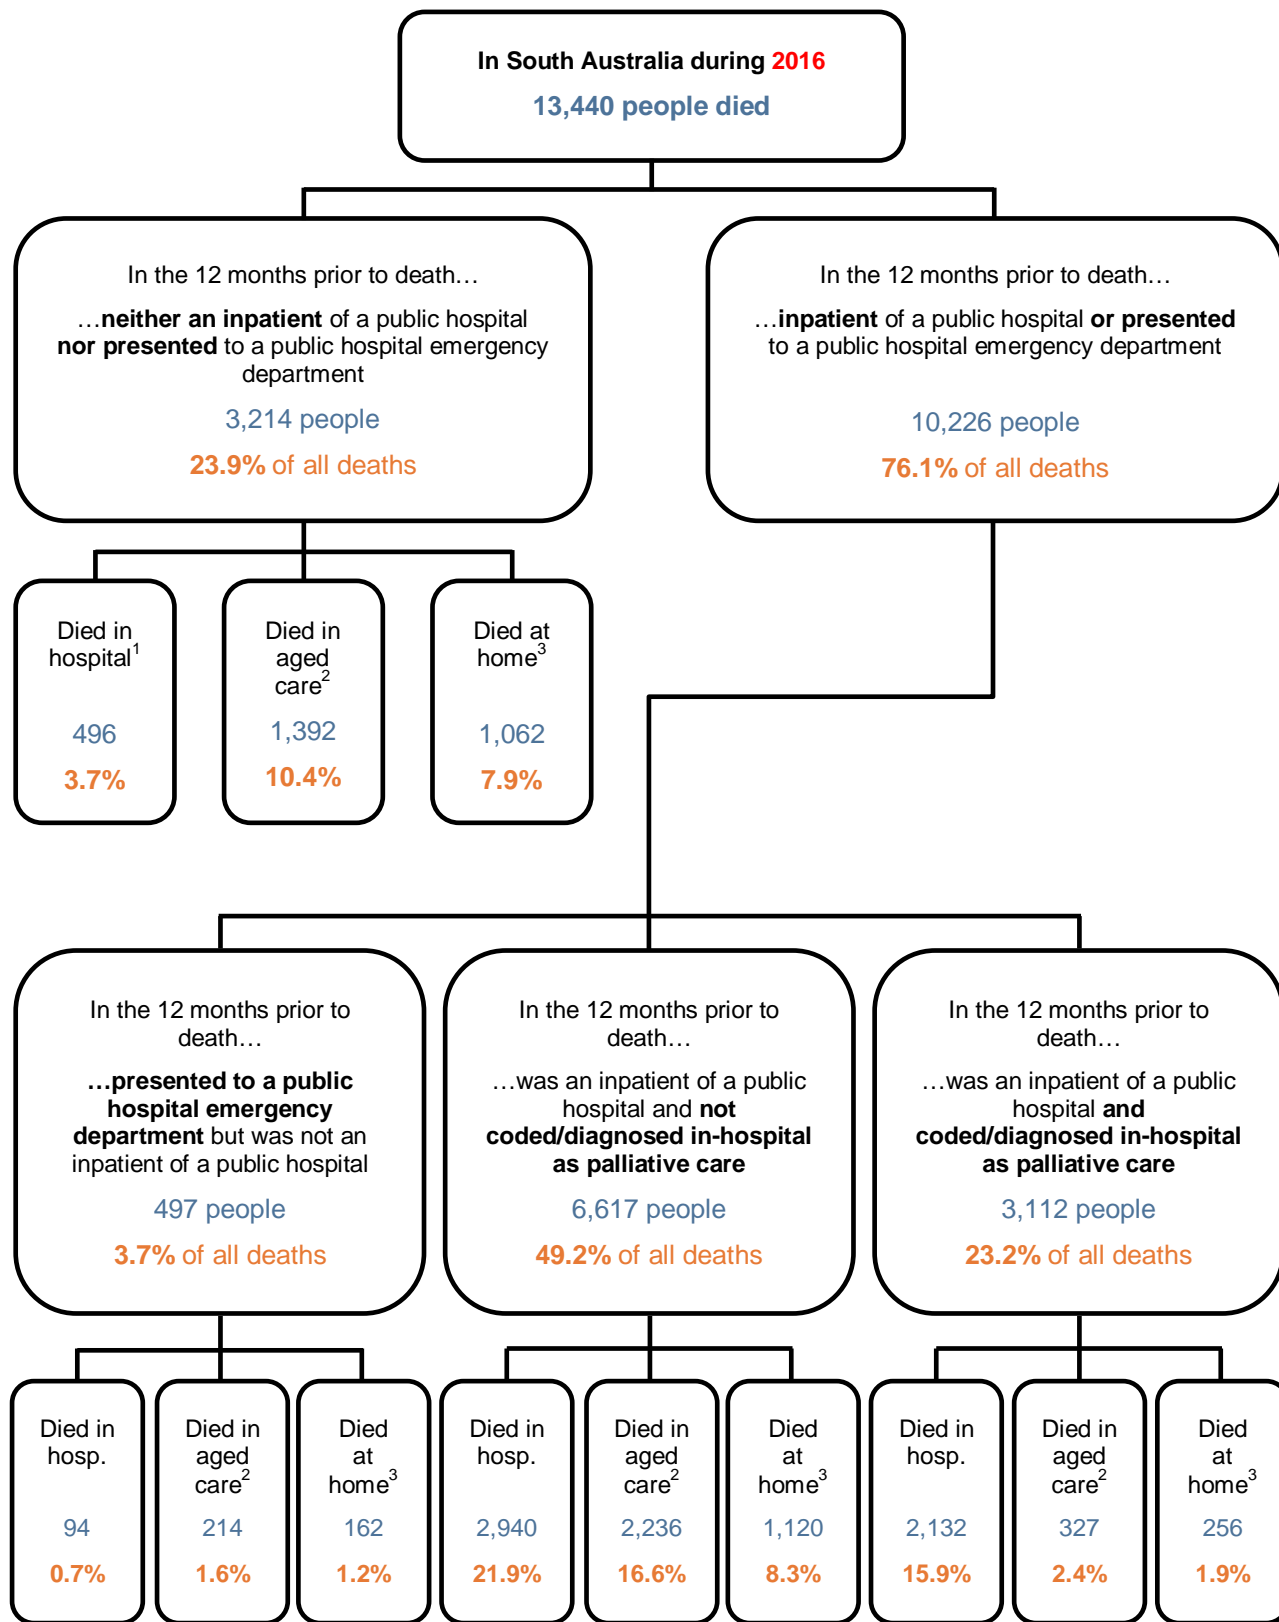 In South Australia during 2016
13,440 people died
In the 12 months prior to death…
…neither an inpatient of a public hospital
nor presented to a public hospital emergency
department
3,214 people
23.9% of all deaths
In the 12 months prior to death…
…inpatient of a public hospital or presented
to a public hospital emergency department
10,226 people
76.1% of all deaths
Died in
hospital1
496
3.7%
Died in
aged
care2
1,392
10.4%
Died at
home3
1,062
7.9%
In the 12 months prior to
death…
…presented to a public
hospital emergency
department but was not an
inpatient of a public hospital
497 people
3.7% of all deaths
In the 12 months prior to
death…
…was an inpatient of a public
hospital and not
coded/diagnosed in-hospital
as palliative care
6,617 people
49.2% of all deaths
In the 12 months prior to
death…
…was an inpatient of a public
hospital and
coded/diagnosed in-hospital
as palliative care
3,112 people
23.2% of all deaths
Died in
hosp.
94
0.7%
Died in
aged
care2
214
1.6%
Died
at
home3
162
1.2%
Died in
hosp.
2,940
21.9%
Died in
aged
care2
2,236
16.6%
Died
at
home3
1,120
8.3%
Died in
hosp.
2,132
15.9%
Died in
aged
care2
327
2.4%
Died
at
home3
256
1.9%